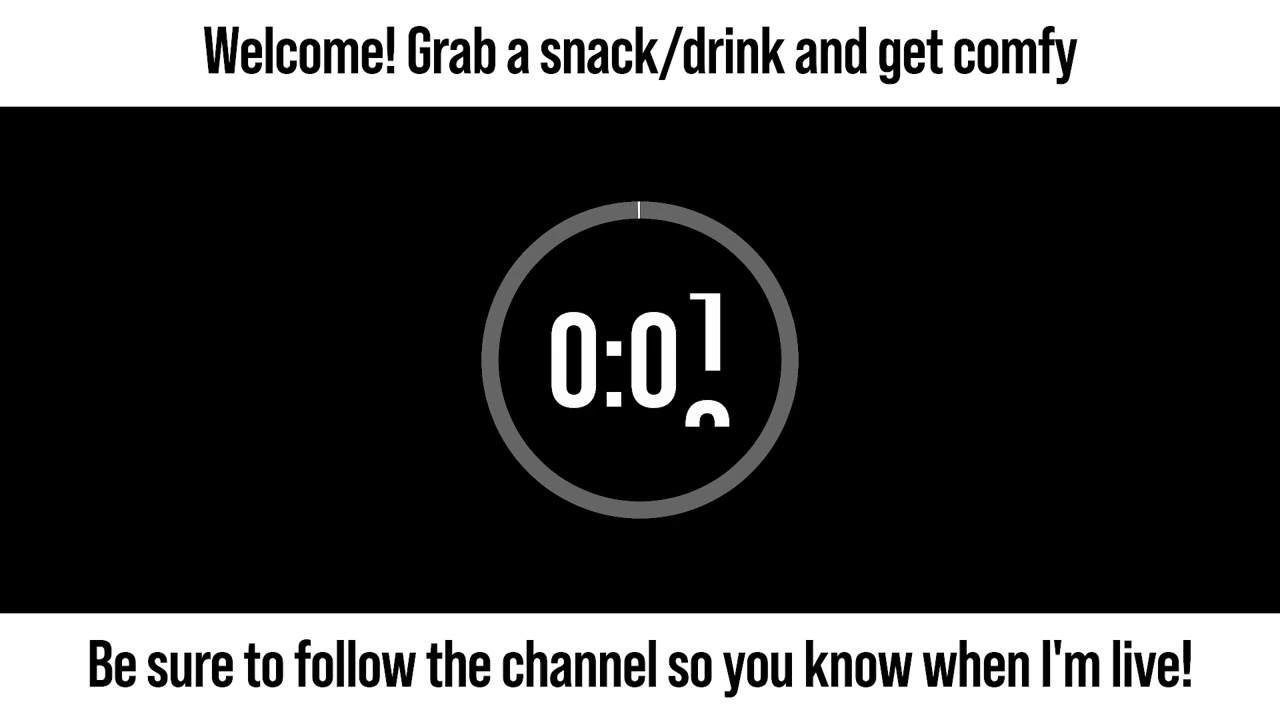 Welcome! Grab a snack/drink and get comfy
0:01
Be sure to follow the channel so you know when I'm live!